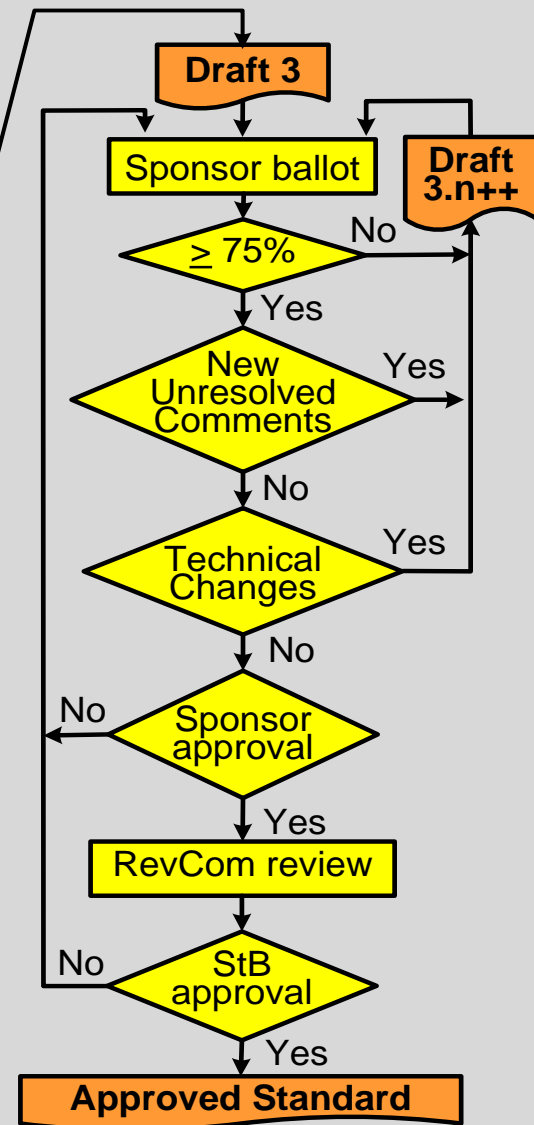 Draft 3
Sponsor ballot
Draft
3.n++
≥ 75%
No
Yes
New
Unresolved
Comments
Yes
No
Technical
Changes
Yes
No
Sponsor
approval
No
Yes
RevCom review
StB
approval
No
Yes
Approved Standard